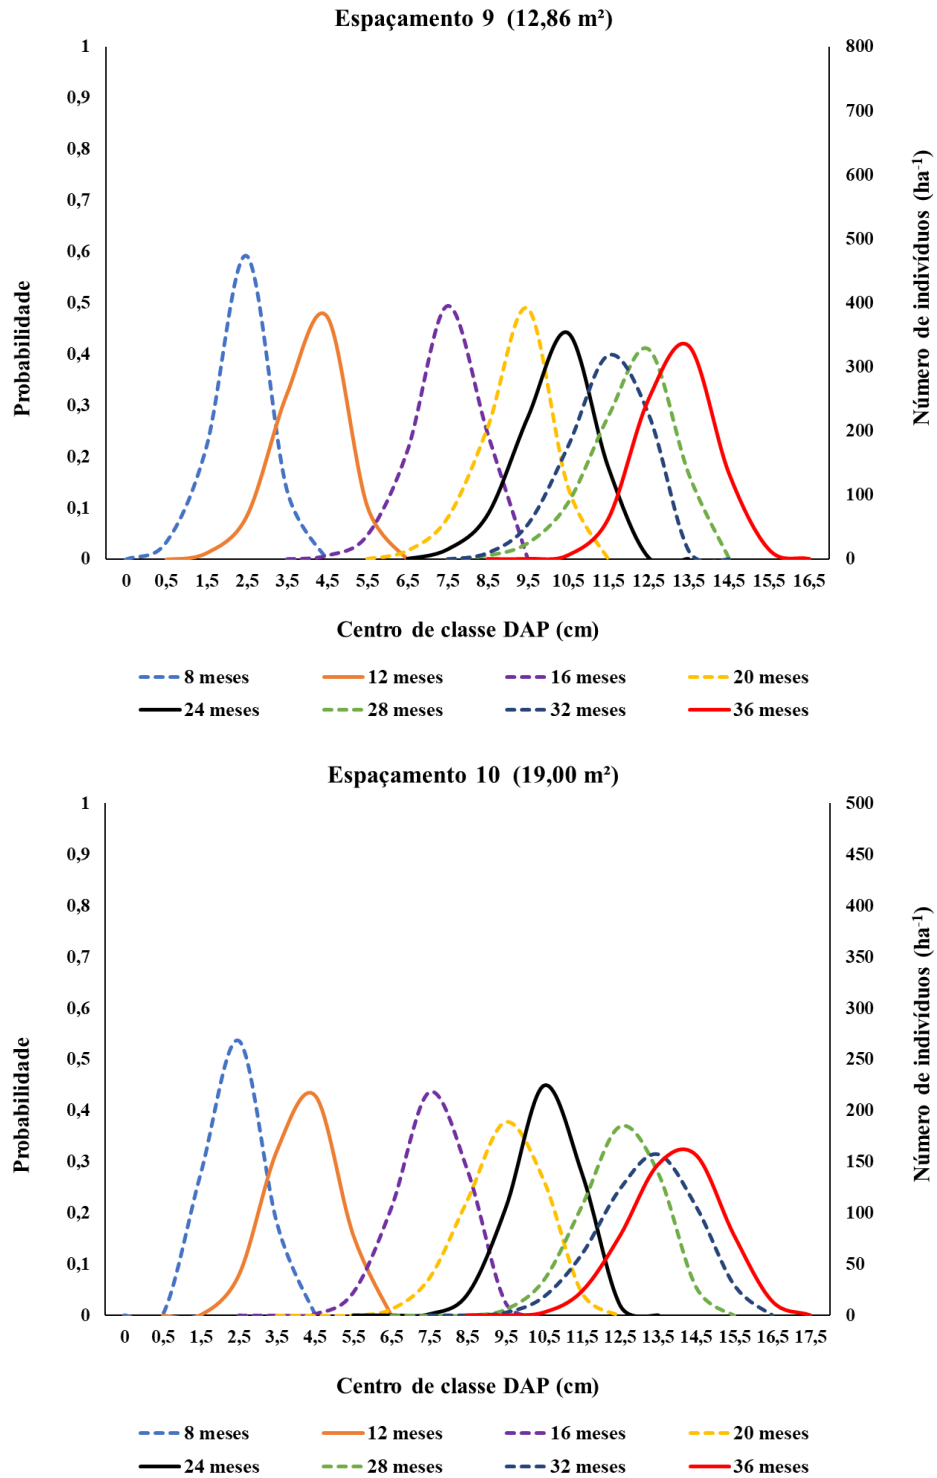 Espaçamento 9 (12,86 m²)
1 800
0,9 700
0,8 600
0,7 500
0,6 400
0,5 300
0,4 200
0,3 100
0,2 0
0,1
0
Probabilidade
Número de indivíduos (ha⁻¹)
0 0,5 1,5 2,5 3,5 4,5 5,5 6,5 7,5 8,5 9,5 10,5 11,5 12,5 13,5 14,5 15,5 16,5
Centro de classe DAP (cm)
8 meses 12 meses 16 meses 20 meses
24 meses 28 meses 32 meses 36 meses
Espaçamento 10 (19,00 m²)
1 500
0,9 450
0,8 400
0,7 350
0,6 300
0,5 250
0,4 200
0,3 150
0,2 100
0,1 50
0 0
Probabilidade
Número de indivíduos (ha⁻¹)
0 0,5 1,5 2,5 3,5 4,5 5,5 6,5 7,5 8,5 9,5 10,5 11,5 12,5 13,5 14,5 15,5 16,5 17,5
Centro de classe DAP (cm)
8 meses 12 meses 16 meses 20 meses
24 meses 28 meses 32 meses 36 meses